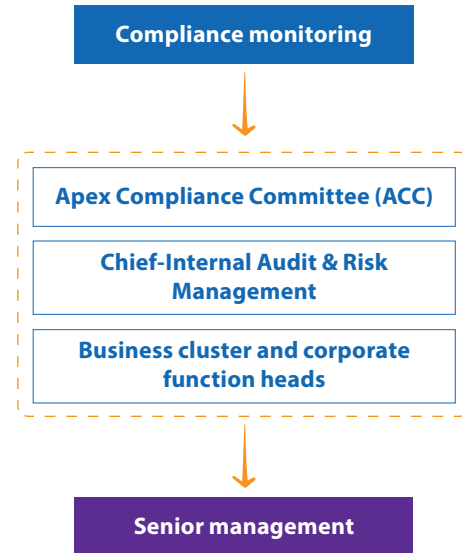 Compliance monitoring
Apex Compliance Committee (ACC)
Chief-Internal Audit & Risk
Management
Business cluster and corporate
function heads
Senior management